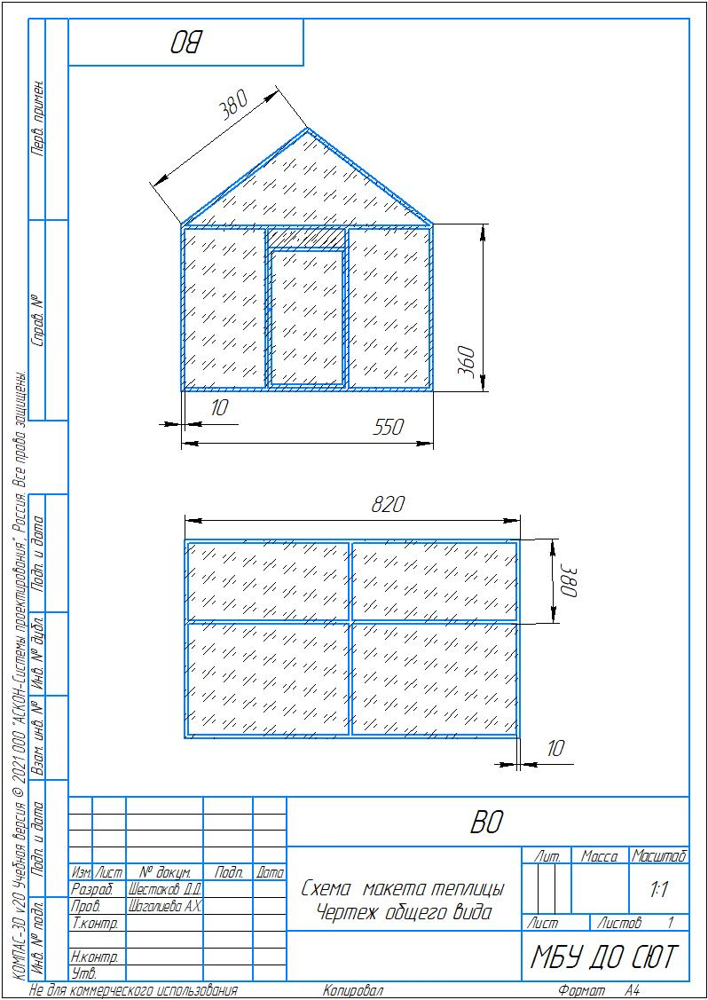 ВО
Перв. примен.
Справ. №
Подп. и дата
Инв. № дубл.
Взам. инв. №
Подп. и дата
Инв. № подл.
КОМПАС-3D v20 Учебная версия © 2021 ООО "АСКОН-Системы проектирования", Россия. Все права защищены.
380
360
10
550
820
380
10
ВО
Изм. Лист № докум. Подп. Дата
Разраб. Шестаков Д.Д.
Пров. Шагалиева А.Х.
Т.контр.
Н.контр.
Утв.
Схема макета теплицы
Чертеж общего вида
Лит. Масса Масштаб
1:1
Лист Листов 1
МБУ ДО СЮТ
Не для коммерческого использования Копировал Формат А4